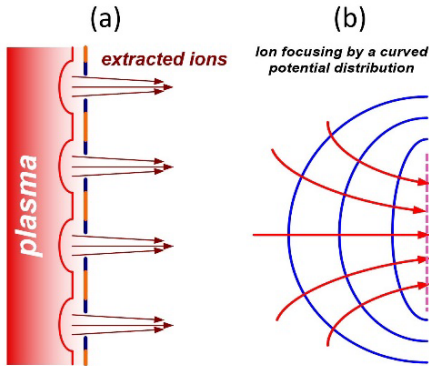 (a)
extracted ions
plasma
(b)
Ion focusing by a curved
potential distribution